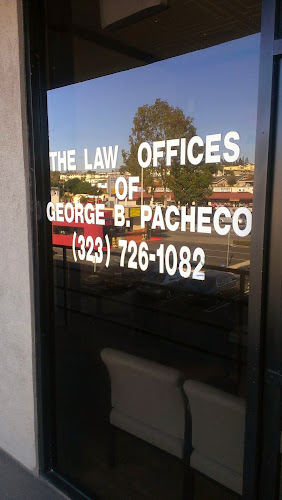 THE LAW OFFICES
OF
GEORGE B. PACHECO
(323) 726-1082